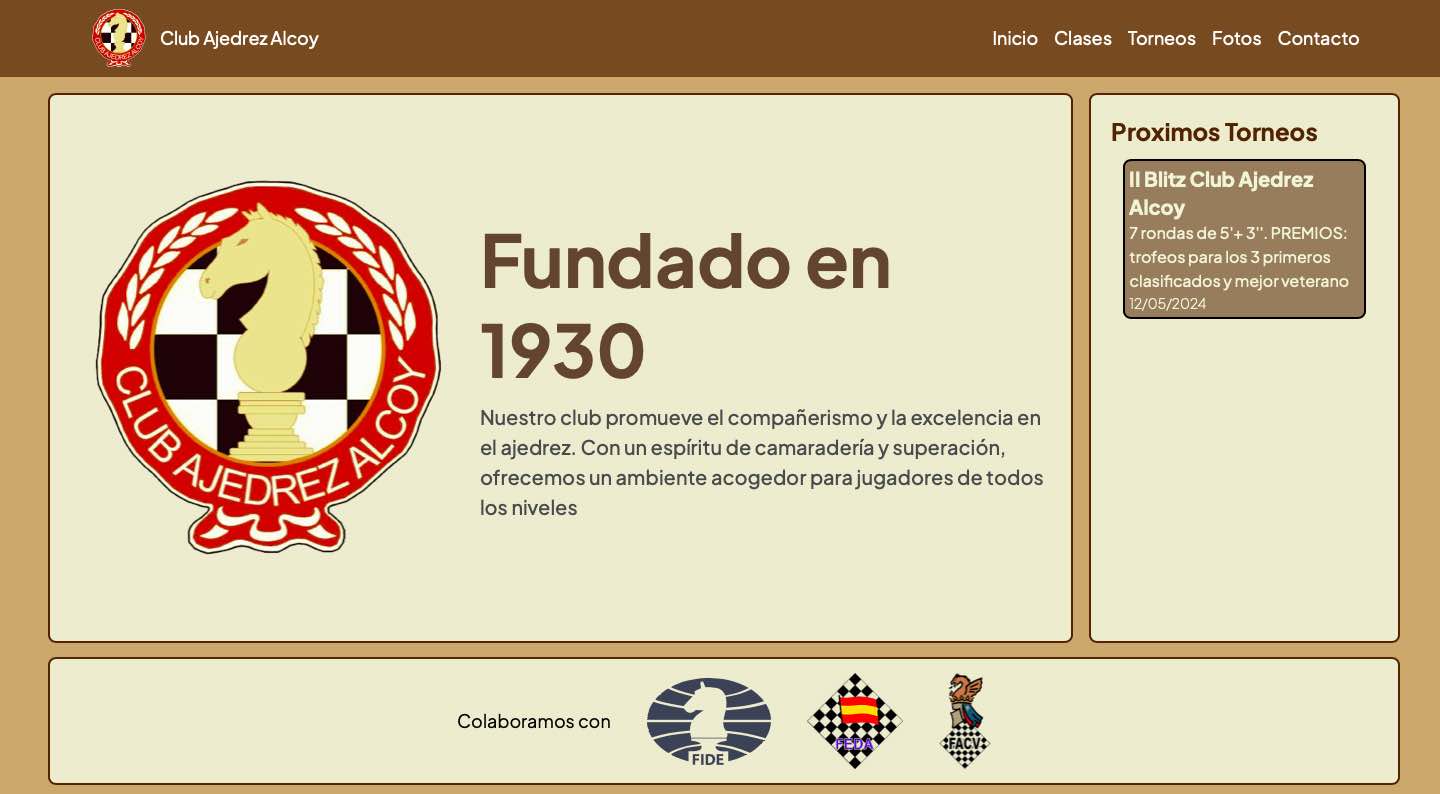 CLUB AJEDREZ ALCOY
Club Ajedrez Alcoy
Inicio Clases Torneos Fotos Contacto
CLUB AJEDREZ ALCOY
Fundado en
1930
Nuestro club promueve el compañerismo y la excelencia en
el ajedrez. Con un espíritu de camaradería y superación,
ofrecemos un ambiente acogedor para jugadores de todos
los niveles
Proximos Torneos
II Blitz Club Ajedrez
Alcoy
7 rondas de 5'+ 3''. PREMIOS:
trofeos para los 3 primeros
clasificados y mejor veterano
12/05/2024
Colaboramos con
FIDE
FEDA
FACV